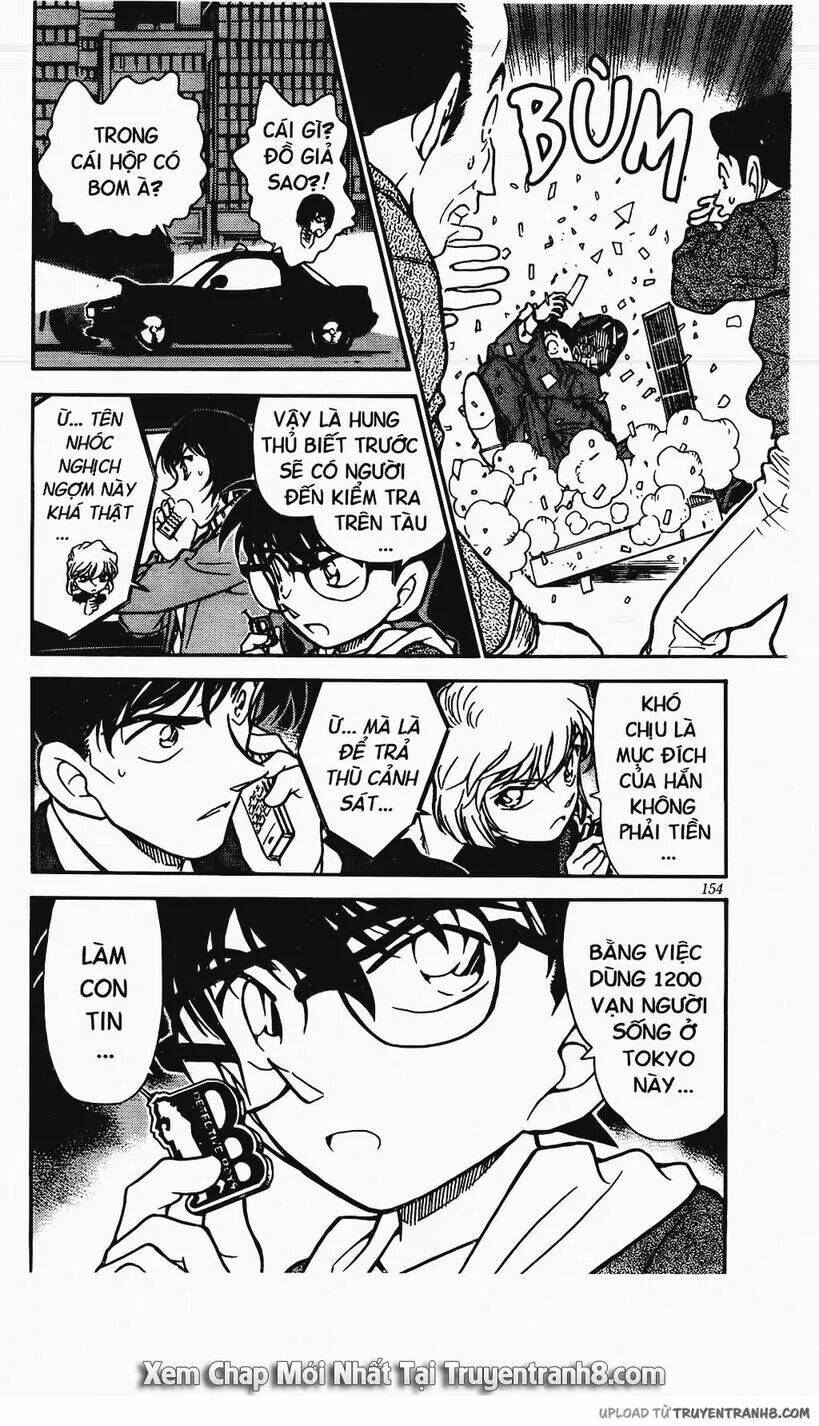 BÙM
CÁI GÌ?
ĐỒ GIẢ
SAO?!
TRONG
CÁI HỘP CÓ
BOM À?
VẬY LÀ HUNG
THỦ BIẾT TRƯỚC
SẼ CÓ NGƯỜI
ĐẾN KIỂM TRA
TRÊN TÀU
...
Ừ... TÊN
NHÓC
NGHỊCH
NGỢM NÀY
KHÁ THẬT
...
KHÓ
CHỊU LÀ
MỤC ĐÍCH
CỦA HẮN
KHÔNG
PHẢI TIỀN
...
Ừ... MÀ LÀ
ĐỂ TRẢ
THÙ CẢNH
SÁT...
154
BẰNG VIỆC
DÙNG 1200
VẠN NGƯỜI
SỐNG Ở
TOKYO
NÀY...
LÀM
CON
TIN
...
DETECTIVE
Xem Chap Mới Nhất Tại Truyentranh8.com
UPLOAD TỪ TRUYENTRANH8.COM